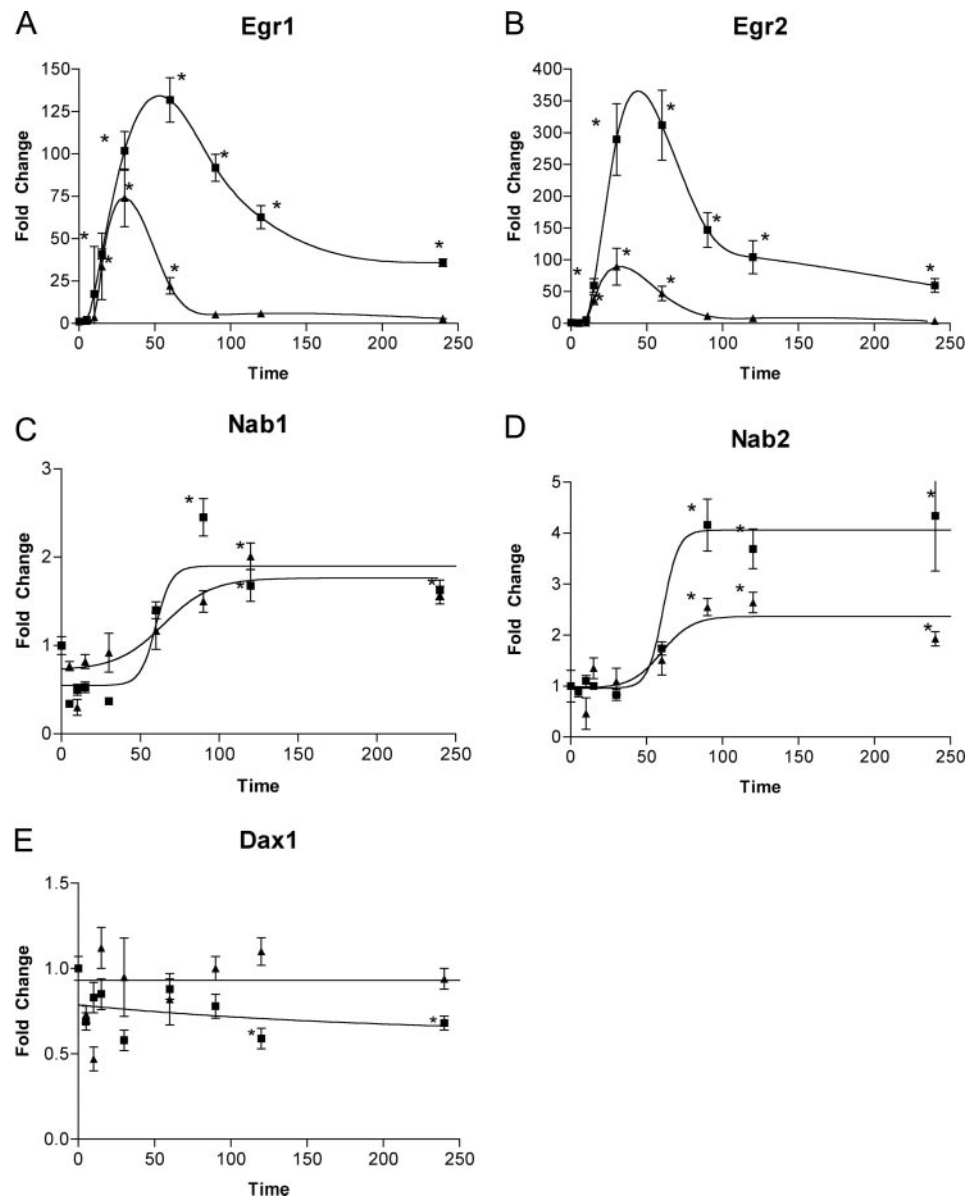 A
Egr1
Fold Change
150
125
100
75
50
25
0
0 50 100 150 200 250
Time
* * * * * * * * * *
B
Egr2
Fold Change
400
350
300
250
200
150
100
50
0
0 50 100 150 200 250
Time
* * * * * * * * * *
C
Nab1
Fold Change
3
2
1
0
0 50 100 150 200 250
Time
* * * *
D
Nab2
Fold Change
5
4
3
2
1
0
0 50 100 150 200 250
Time
* * * * * *
E
Dax1
Fold Change
1.5
1.0
0.5
0.0
0 50 100 150 200 250
Time
* *